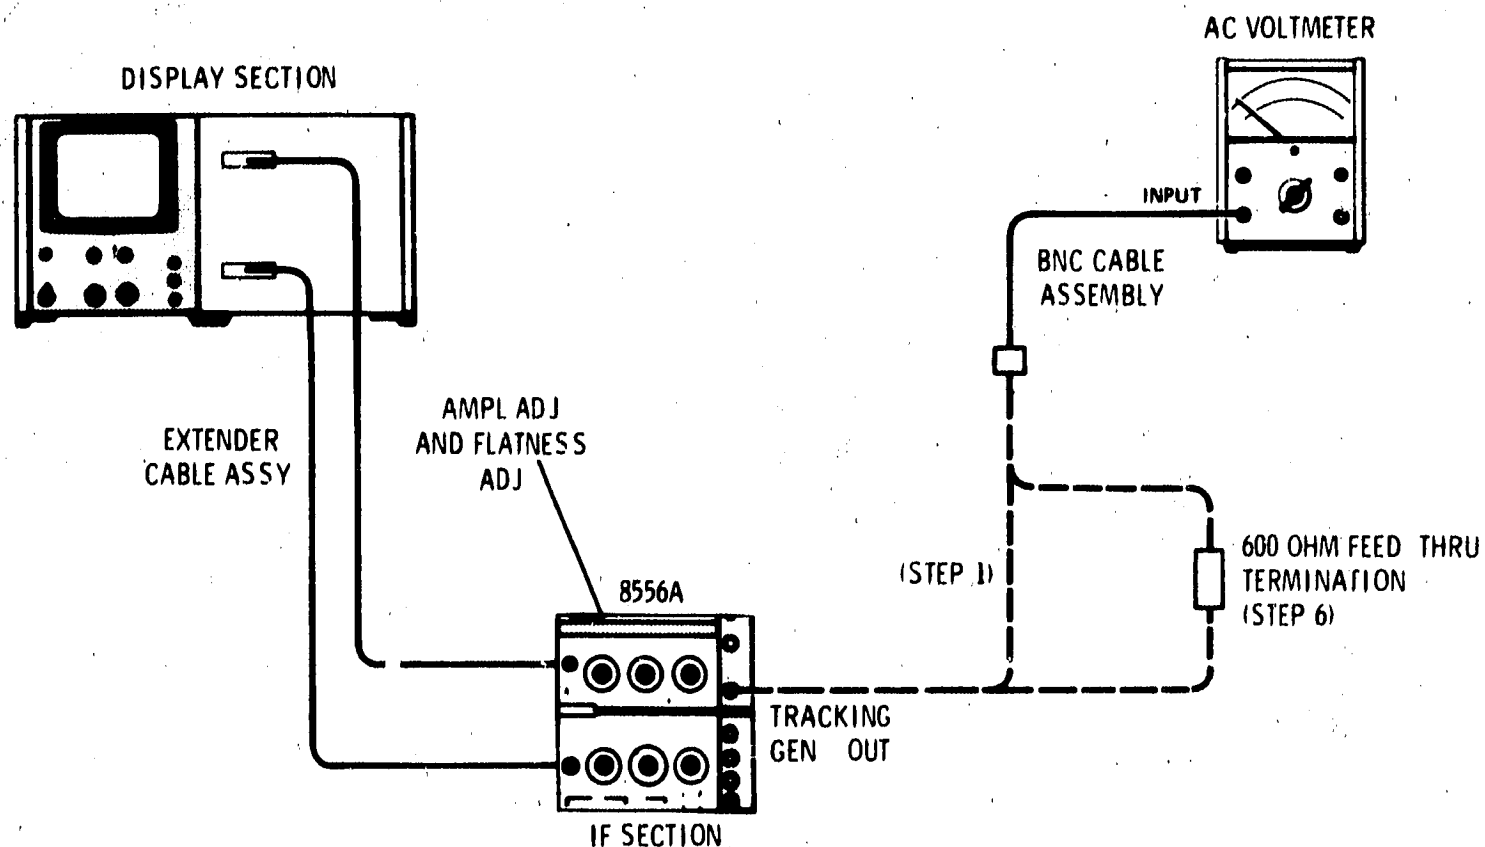 AC VOLTMETER
DISPLAY SECTION
INPUT
BNC CABLE
ASSEMBLY
AMPL ADJ
AND FLATNESS
ADJ
EXTENDER
CABLE ASSY
600 OHM FEED THRU
TERMINATION
(STEP 6)
(STEP 1)
8556A
TRACKING
GEN OUT
IF SECTION